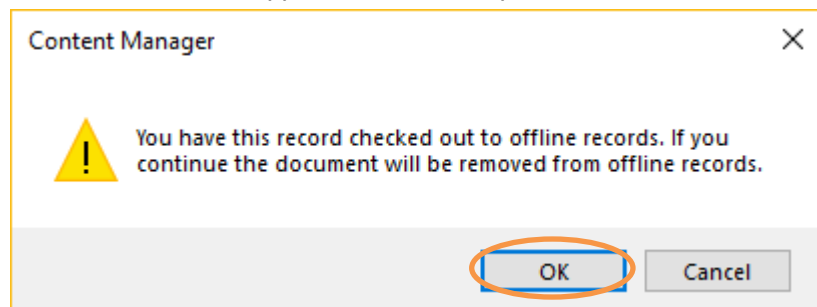 Content Manager
You have this record checked out to offline records. If you
continue the document will be removed from offline records.
OK
Cancel